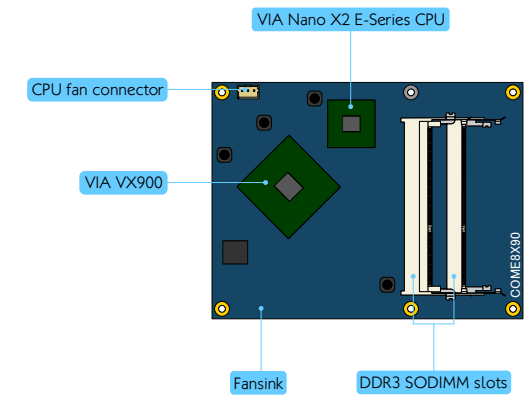 VIA Nano X2 E-Series CPU
CPU fan connector
VIA VX900
COME8X90
Fansink
DDR3 SODIMM slots